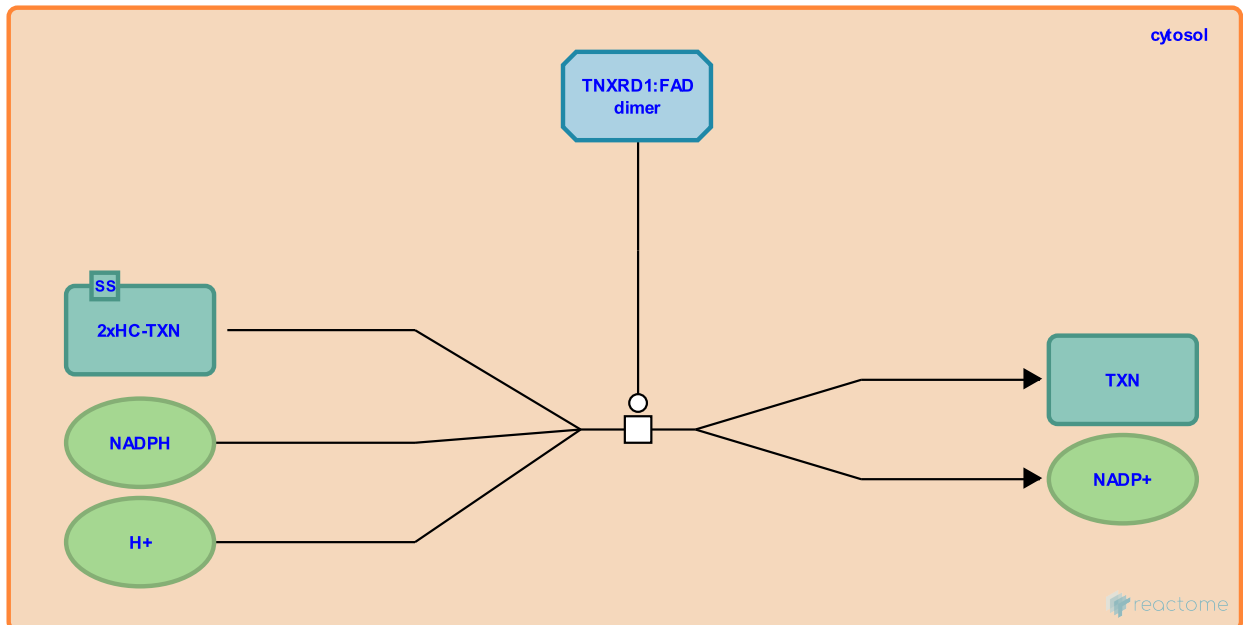 cytosol
TNXRD1:FAD
dimer
SS
2xHC-TXN
NADPH
H+
TXN
NADP+
reactome